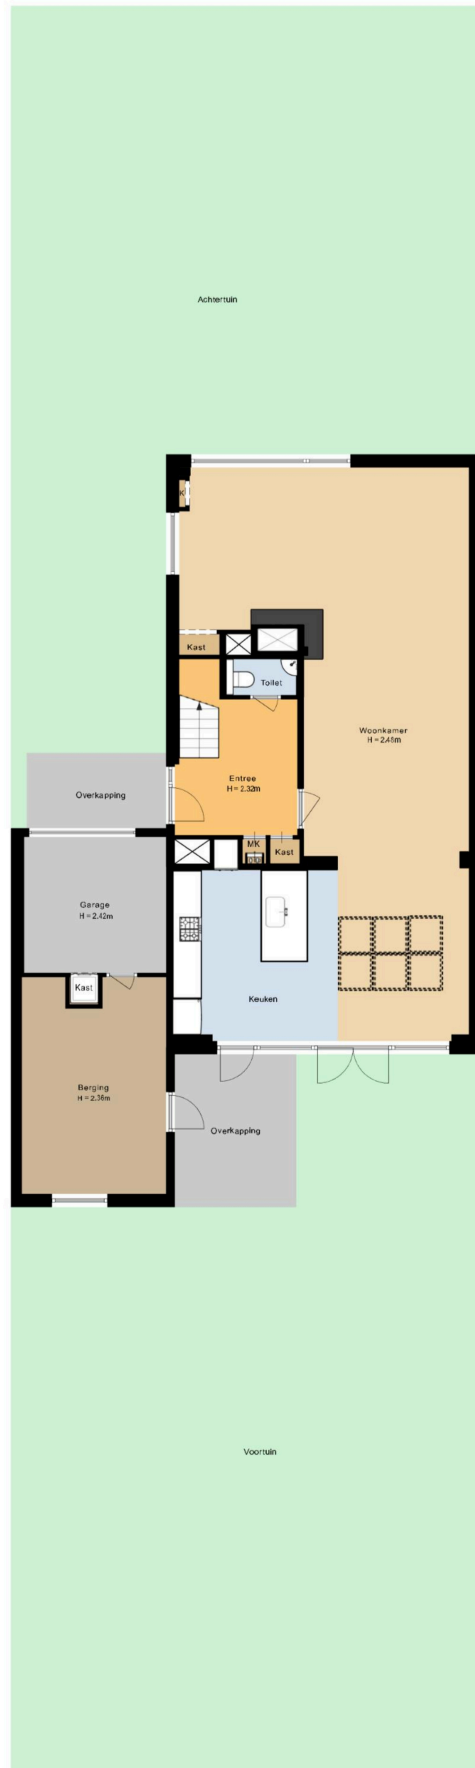 Achtertuin
K
Kast
Toilet
Woonkamer
H = 2.48m
Entree
H = 2.32m
Overkapping
MK
Kast
Garage
H = 2.42m
Kast
Keuken
Berging
H = 2.36m
Overkapping
Voortuin